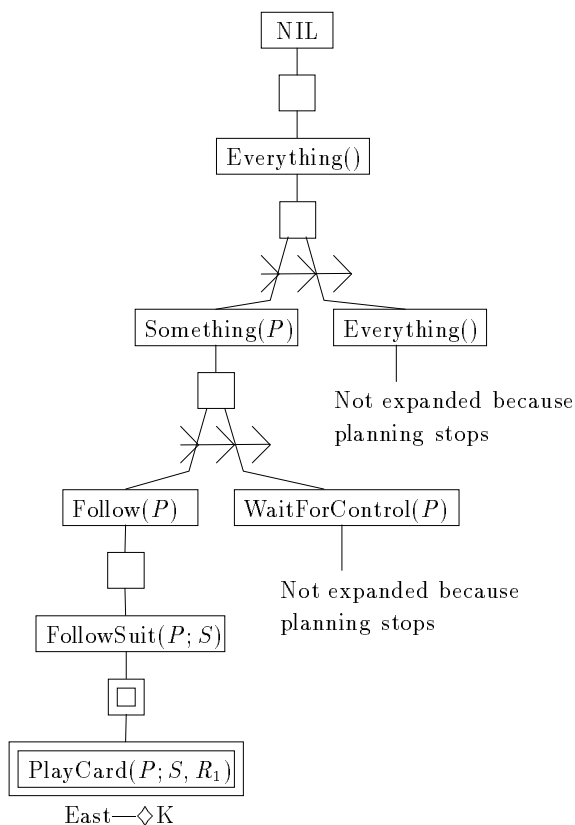 NIL
Everything()
Something(P)
Everything()
Not expanded because
planning stops
Follow(P)
WaitForControl(P)
Not expanded because
planning stops
FollowSuit(P; S)
PlayCard(P; S, R₁)
East—◇K